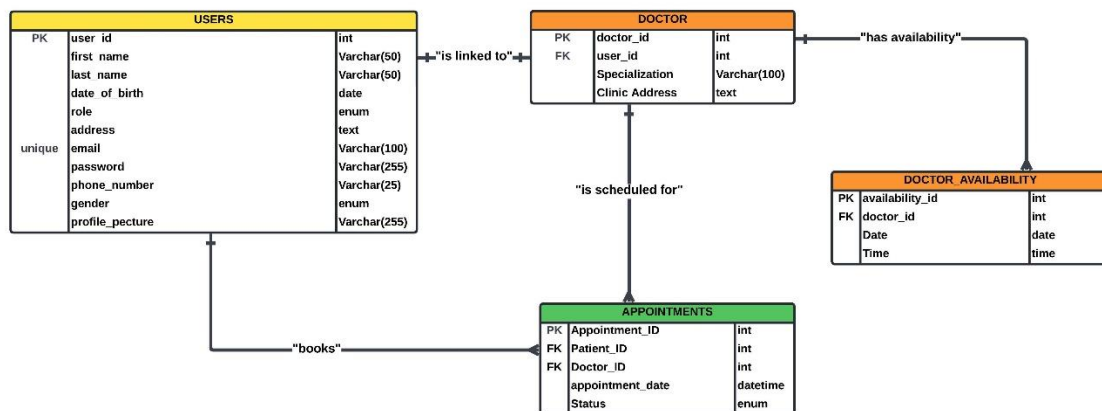 USERS
PK user_id int
first_name Varchar(50)
last_name Varchar(50)
date_of_birth date
role enum
address text
unique email Varchar(100)
password Varchar(255)
phone_number Varchar(25)
gender enum
profile_pecture Varchar(255)
"is linked to"
DOCTOR
PK doctor_id int
FK user_id int
Specialization Varchar(100)
Clinic Address text
"has availability"
"is scheduled for"
DOCTOR_AVAILABILITY
PK availability_id int
FK doctor_id int
Date date
Time time
"books"
APPOINTMENTS
PK Appointment_ID int
FK Patient_ID int
FK Doctor_ID int
appointment_date datetime
Status enum